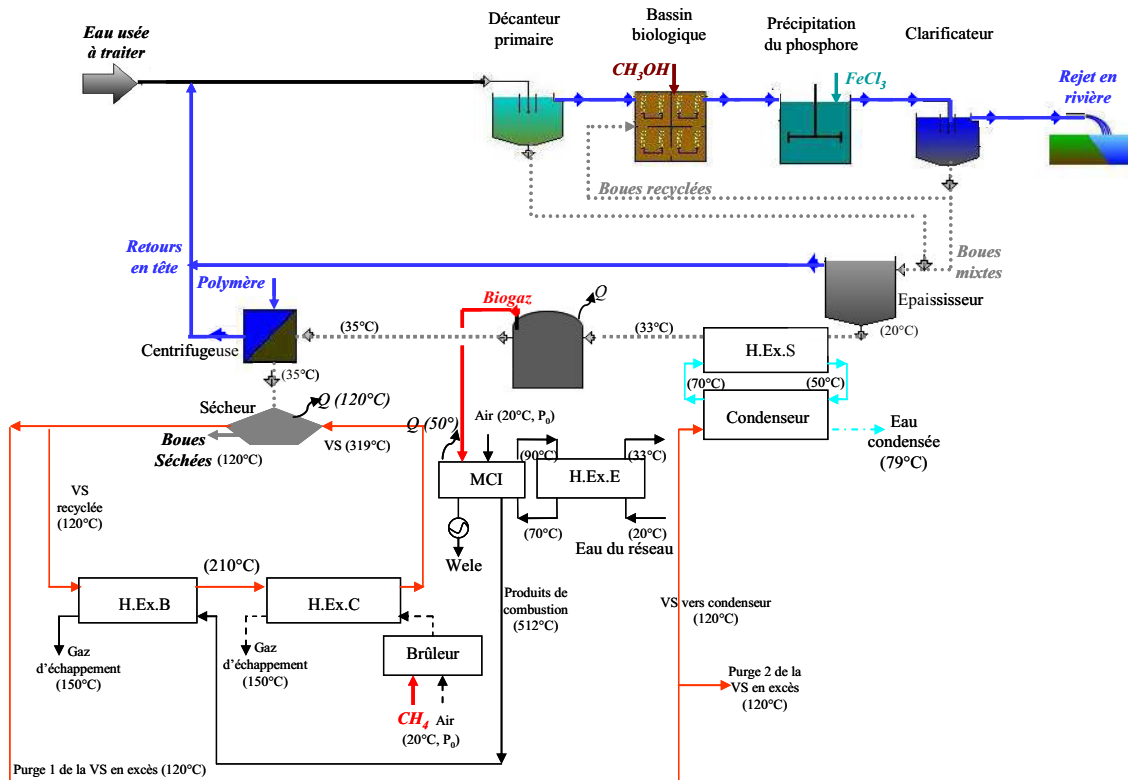 Eau usée
à traiter
Décanteur
primaire
Bassin
biologique
Précipitation
du phosphore
Clarificateur
CH3OH
FeCl3
Rejet en
rivière
Boues recyclées
Retours
en tête
Boues
mixtes
Polymère
Biogaz
Q
Epaississeur
(20°C)
(35°C)
(33°C)
Centrifugeuse
H.Ex.S
(35°C)
(70°C)
(50°C)
Sécheur
Q (120°C)
Q (50°)
Air (20°C, P0)
Condenseur
Eau
condensée
(79°C)
Boues
Séchées
(120°C)
VS (319°C)
(90°C)
(33°C)
MCI
H.Ex.E
VS
recyclée
(120°C)
(70°C)
(20°C)
Eau du réseau
Wele
(210°C)
H.Ex.B
H.Ex.C
Produits de
combustion
(512°C)
VS vers condenseur
(120°C)
Gaz
d'échappement
(150°C)
Gaz
d'échappement
(150°C)
Brûleur
Purge 2 de la
VS en excès
(120°C)
CH4
Air
(20°C, P0)
Purge 1 de la VS en excès (120°C)